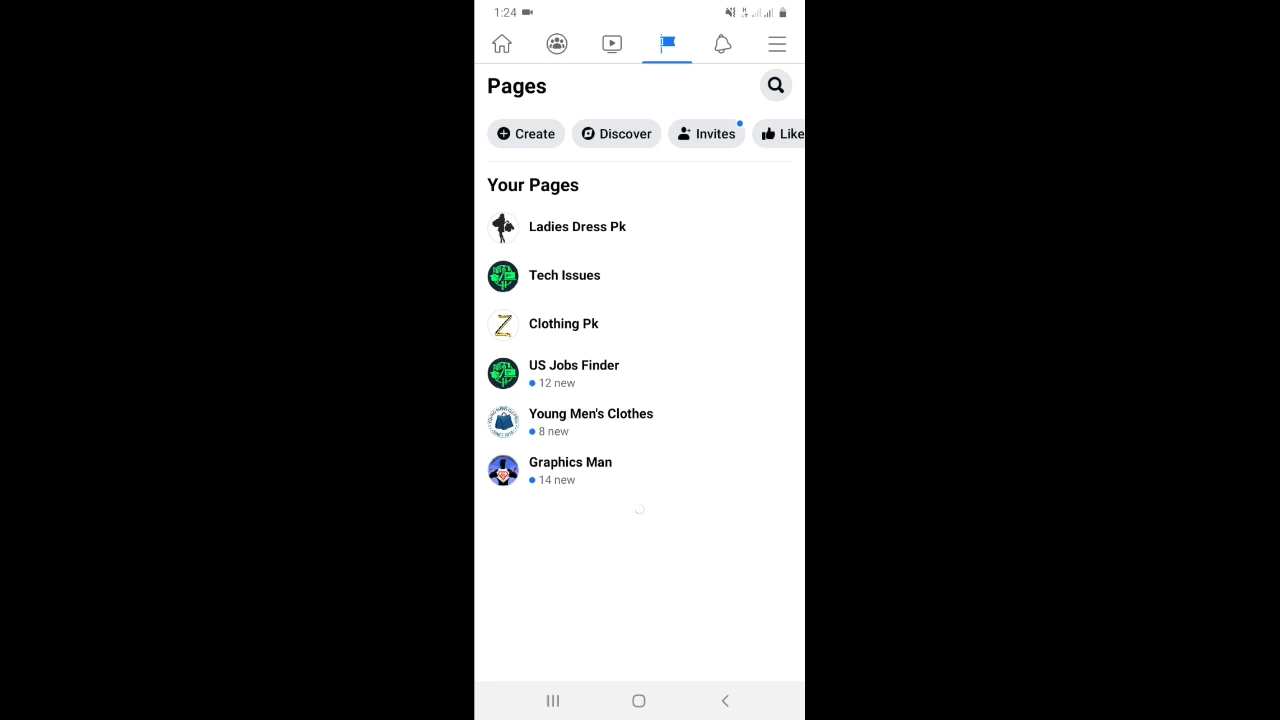 1:24
Pages
Create
Discover
Invites
Like
Your Pages
Ladies Dress Pk
Tech Issues
Clothing Pk
US Jobs Finder
12 new
Young Men's Clothes
8 new
Graphics Man
14 new